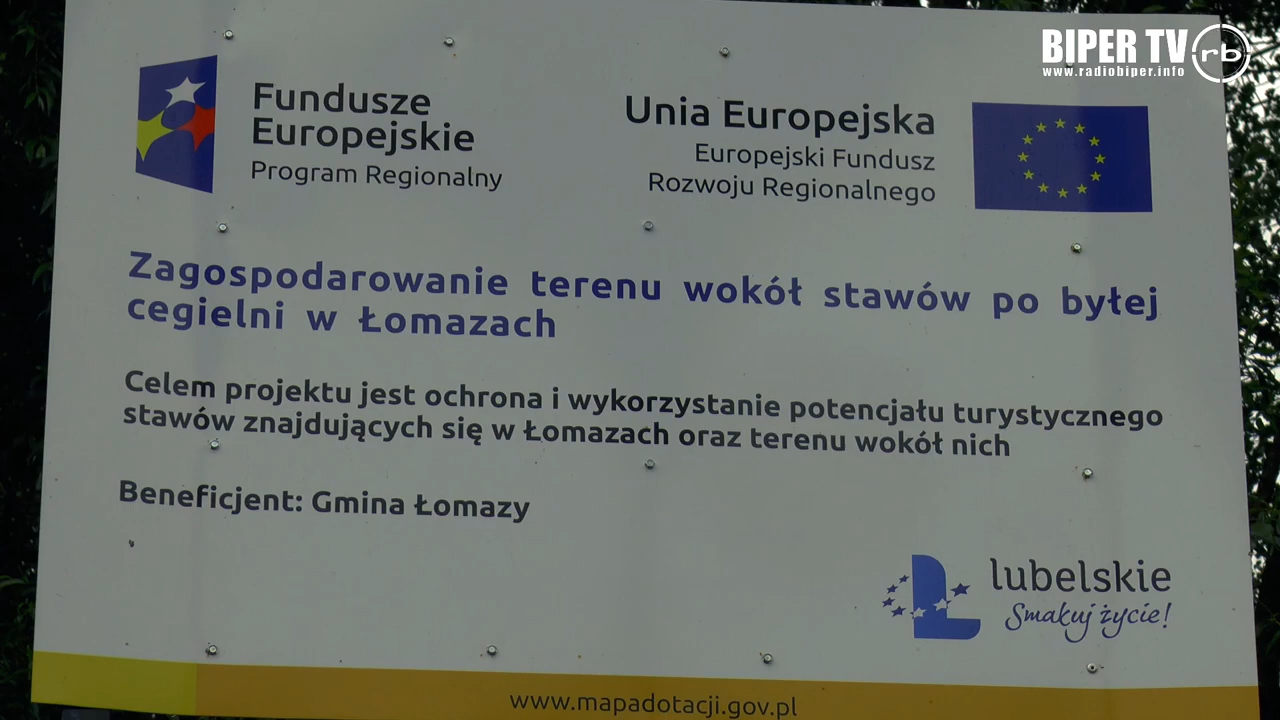 BIPER TV rb
www.radiobiper.info
Fundusze
Europejskie
Program Regionalny
Unia Europejska
Europejski Fundusz
Rozwoju Regionalnego
Zagospodarowanie terenu wokół stawów po byłej
cegielni w Łomazach
Celem projektu jest ochrona i wykorzystanie potencjału turystycznego
stawów znajdujących się w Łomazach oraz terenu wokół nich
Beneficjent: Gmina Łomazy
lubelskie
Smakuj życie!
www.mapadotacji.gov.pl